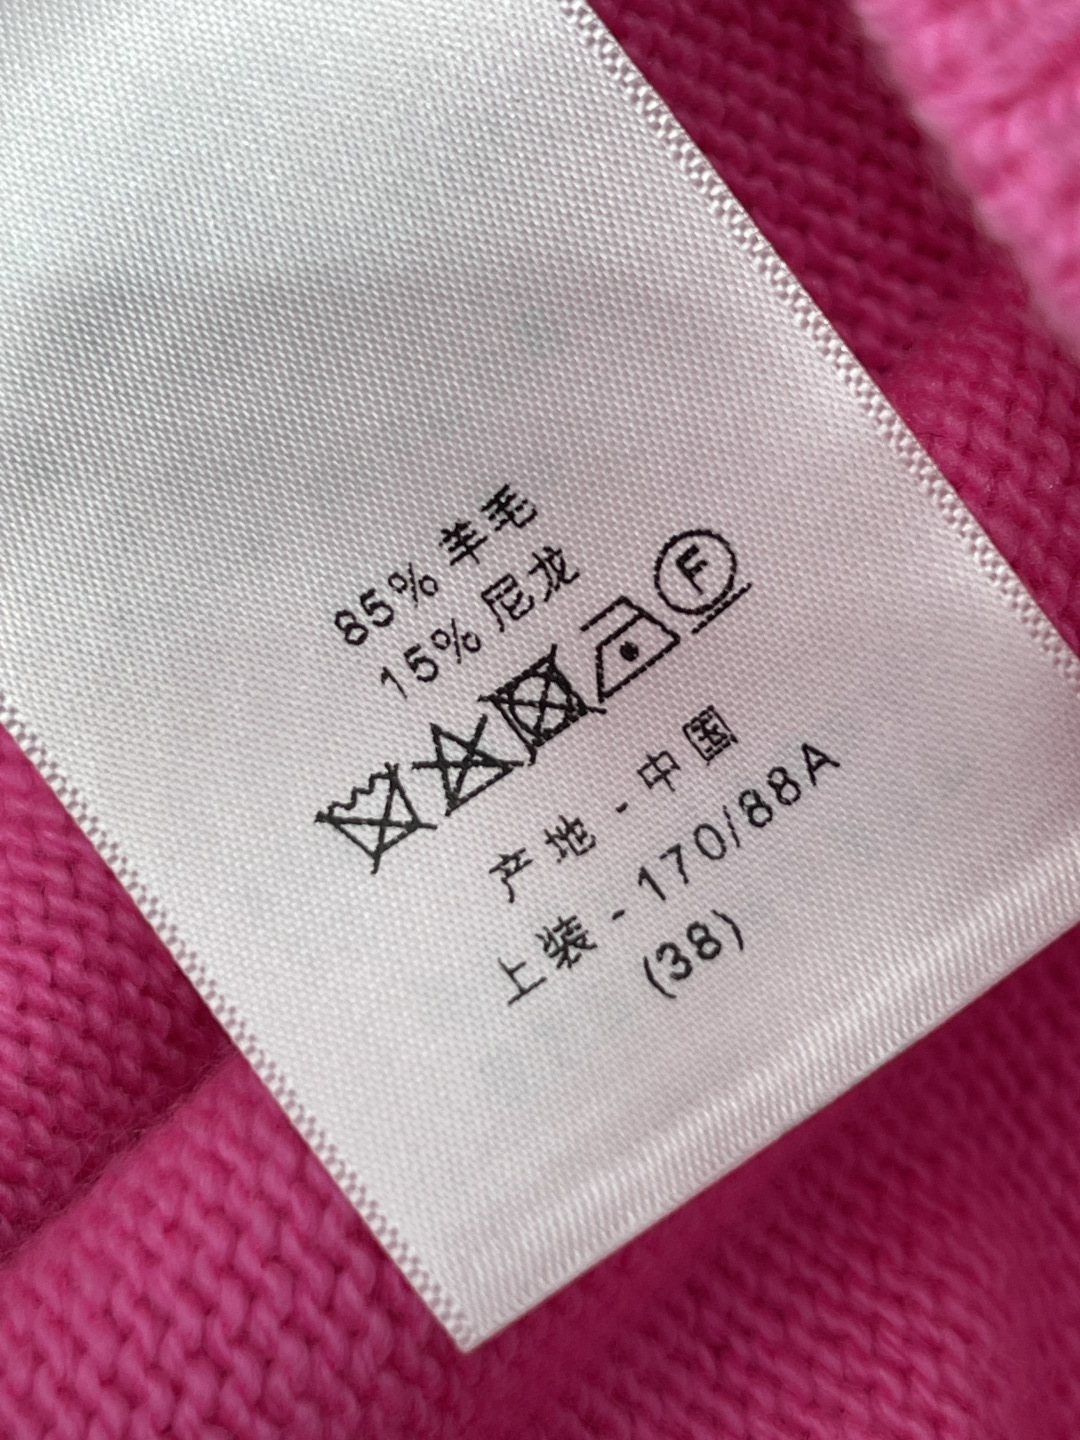 85% 羊毛
15% 尼龙
F
产地 - 中国
上装 - 170/88A
(38)